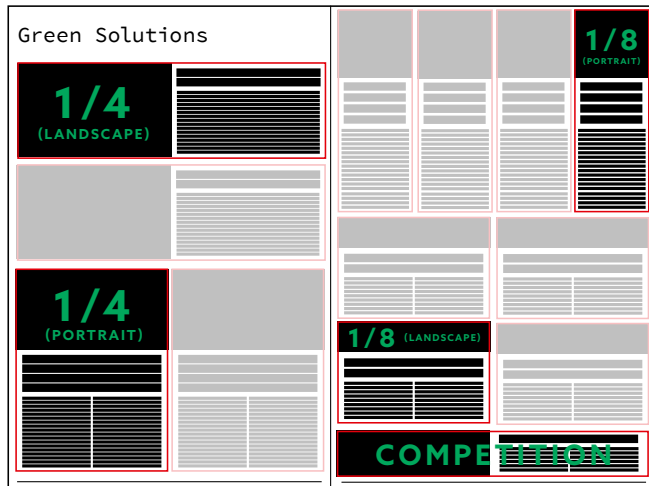 Green Solutions
1/4
(LANDSCAPE)
1/4
(PORTRAIT)
1/8
(PORTRAIT)
1/8 (LANDSCAPE)
COMPETITION